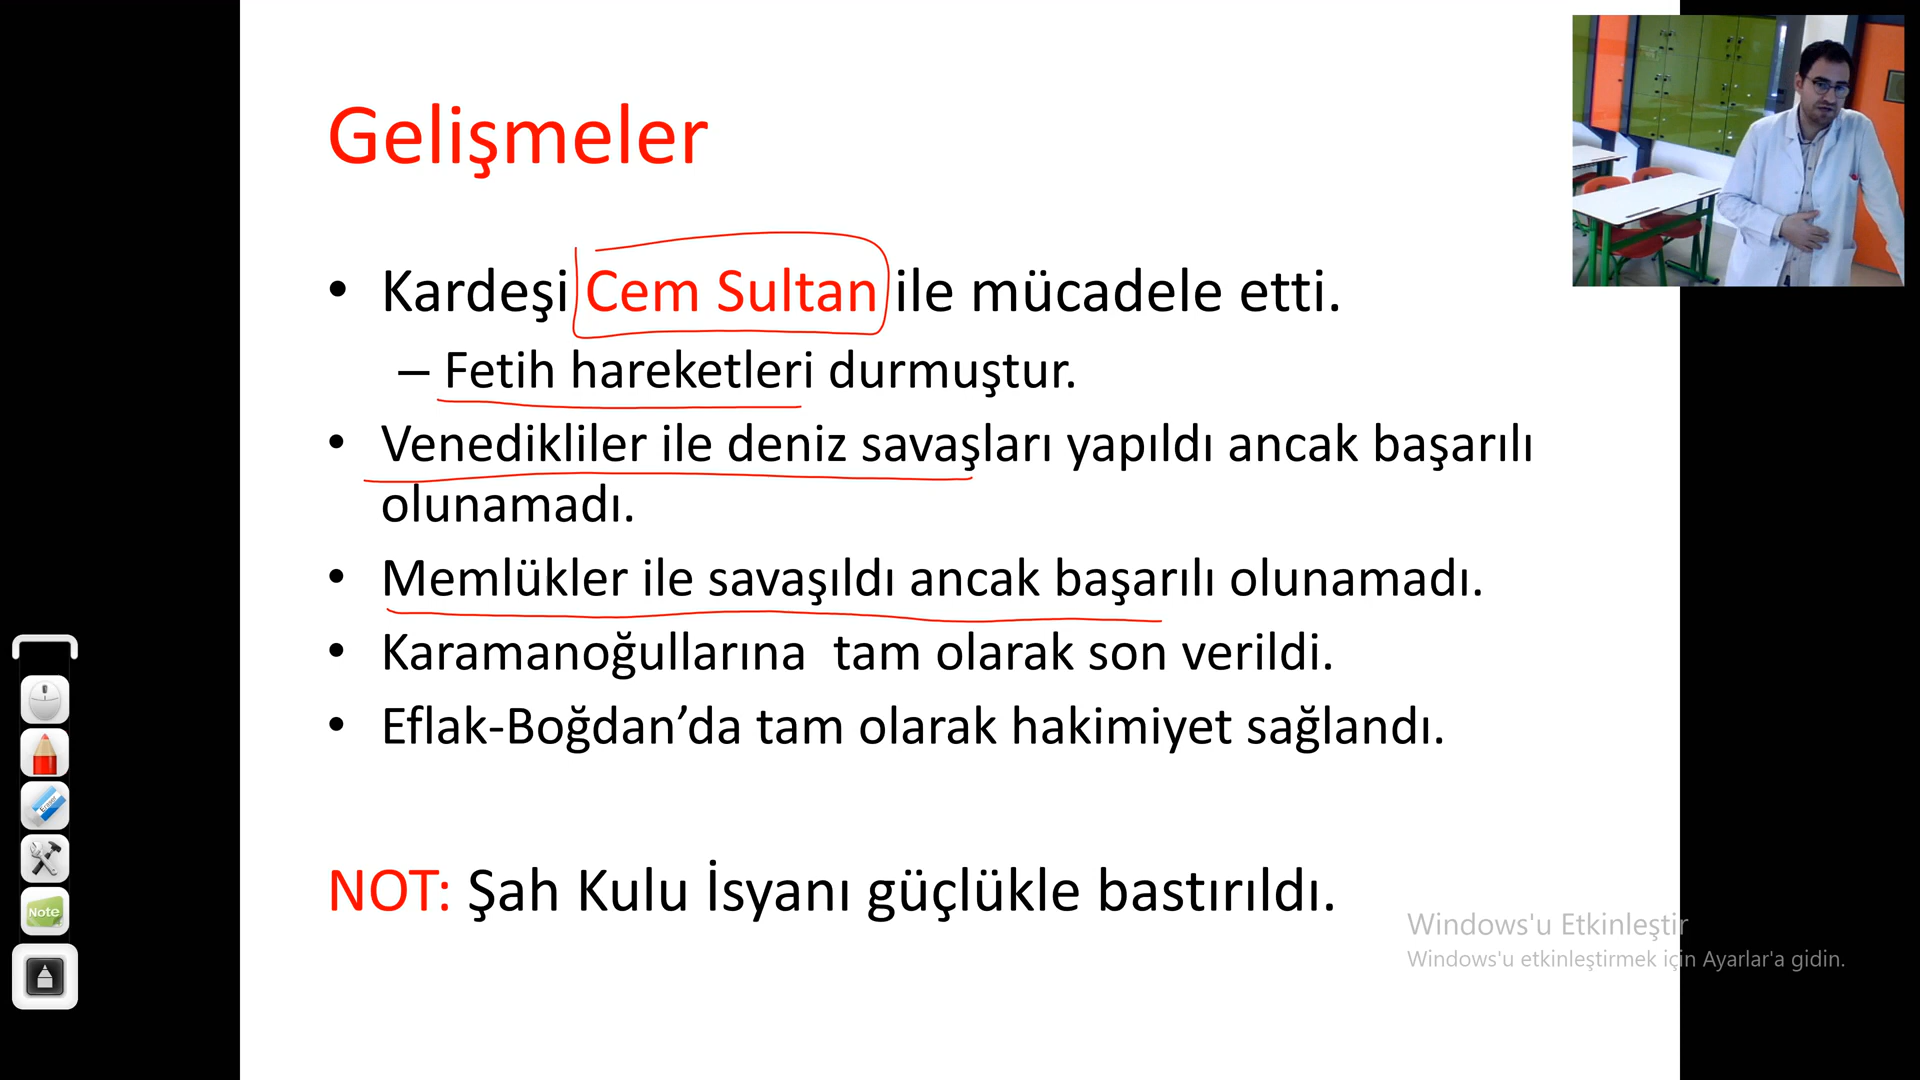 Gelişmeler
• Kardeşi Cem Sultan ile mücadele etti.
– Fetih hareketleri durmuştur.
• Venedikliler ile deniz savaşları yapıldı ancak başarılı
olunamadı.
• Memlükler ile savaşıldı ancak başarılı olunamadı.
• Karamanoğullarına tam olarak son verildi.
• Eflak-Boğdan’da tam olarak hakimiyet sağlandı.
NOT: Şah Kulu İsyanı güçlükle bastırıldı.
Windows'u Etkinleştir
Windows'u etkinleştirmek için Ayarlar'a gidin.
Note